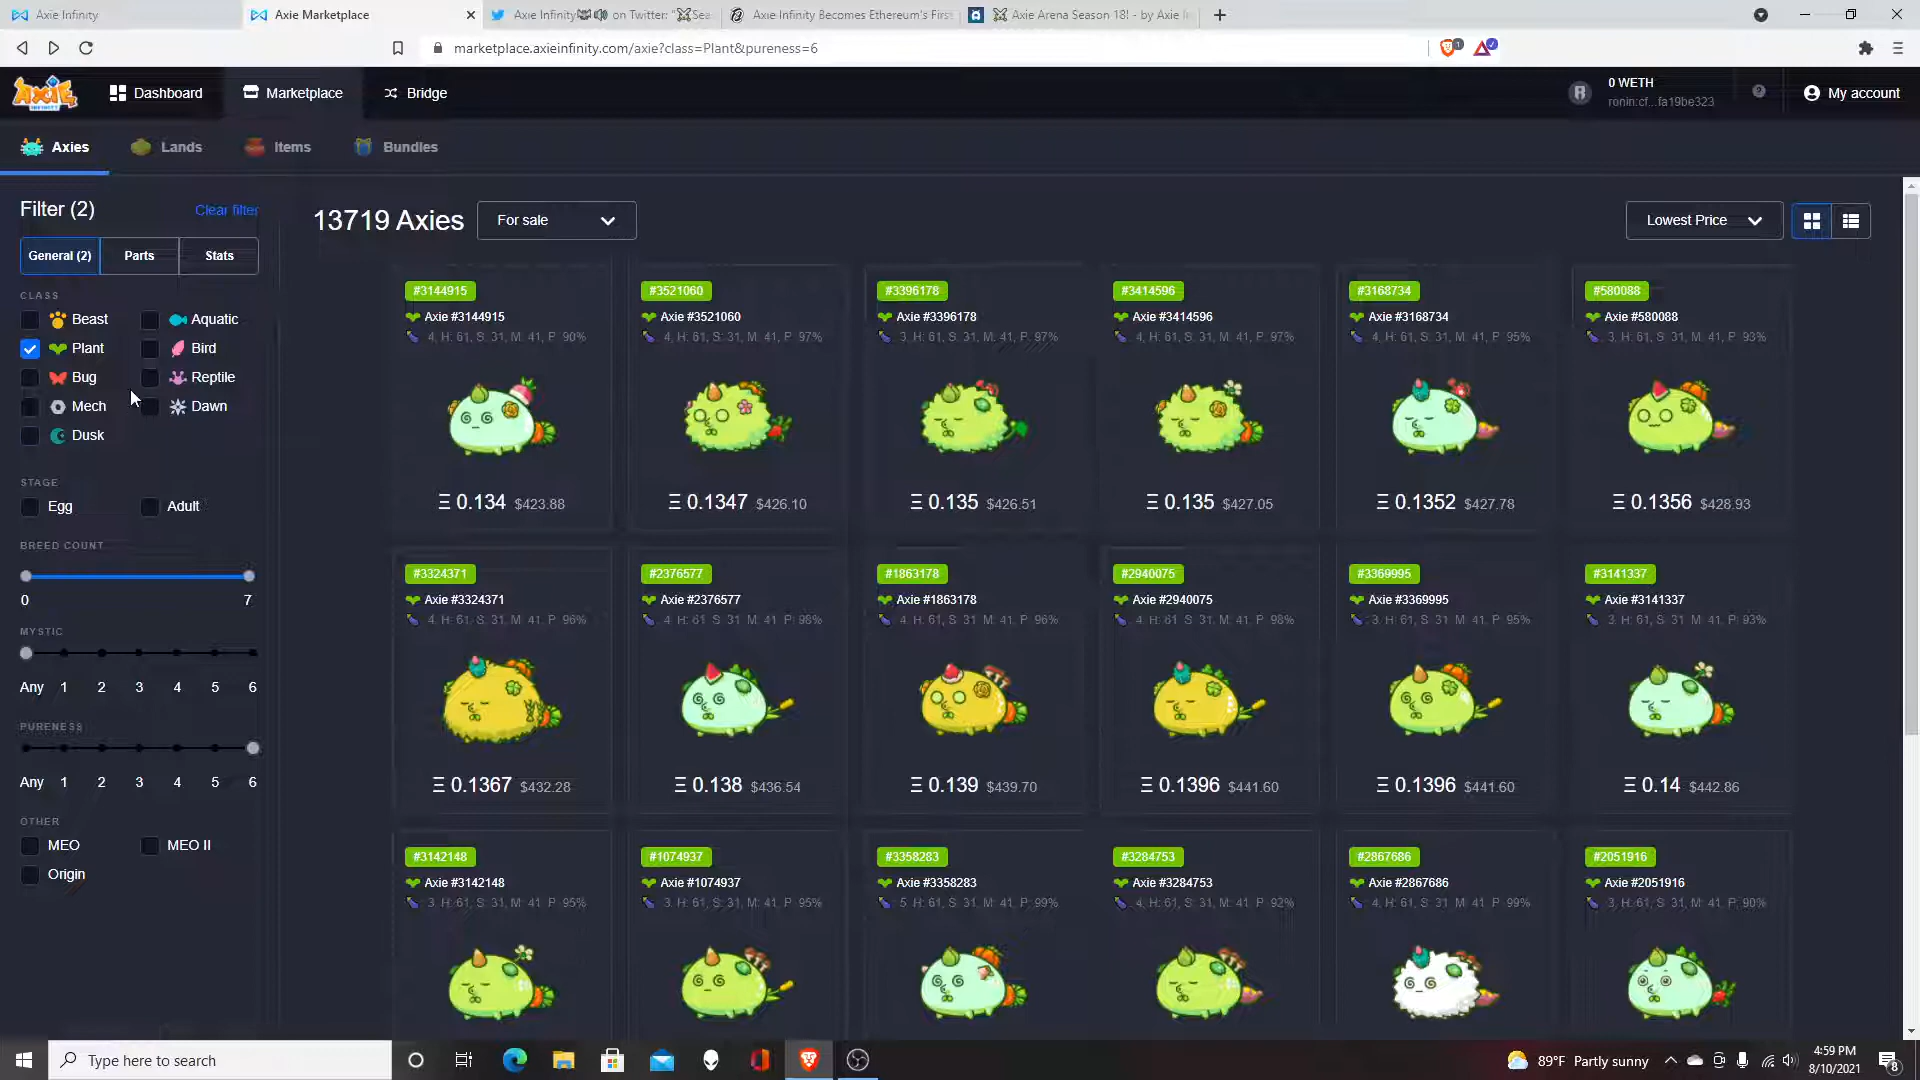 Axie Infinity
Axie Marketplace
Axie Infinity on Twitter: "Sea
Axie Infinity Becomes Ethereum's First
Axie Arena Season 18! - by Axie In
marketplace.axieinfinity.com/axie?class=Plant&pureness=6
AXIE INFINITY
Dashboard
Marketplace
Bridge
0 WETH
ronin:cf...fa19be323
My account
Axies
Lands
Items
Bundles
Filter (2)
Clear filter
General (2)
Parts
Stats
CLASS
Beast
Aquatic
Plant
Bird
Bug
Reptile
Mech
Dawn
Dusk
STAGE
Egg
Adult
BREED COUNT
0 7
MYSTIC
Any 1 2 3 4 5 6
PURENESS
Any 1 2 3 4 5 6
OTHER
MEO
MEO II
Origin
13719 Axies
For sale
Lowest Price
#3144915
Axie #3144915
4, H: 61, S: 31, M: 41, P: 90%
Ξ 0.134 $423.88
#3521060
Axie #3521060
4, H: 61, S: 31, M: 41, P: 97%
Ξ 0.1347 $426.10
#3396178
Axie #3396178
3, H: 61, S: 31, M: 41, P: 97%
Ξ 0.135 $426.51
#3414596
Axie #3414596
4, H: 61, S: 31, M: 41, P: 97%
Ξ 0.135 $427.05
#3168734
Axie #3168734
4, H: 61, S: 31, M: 41, P: 95%
Ξ 0.1352 $427.78
#580088
Axie #580088
3, H: 61, S: 31, M: 41, P: 93%
Ξ 0.1356 $428.93
#3324371
Axie #3324371
4, H: 61, S: 31, M: 41, P: 96%
Ξ 0.1367 $432.28
#2376577
Axie #2376577
4, H: 61, S: 31, M: 41, P: 98%
Ξ 0.138 $436.54
#1863178
Axie #1863178
4, H: 61, S: 31, M: 41, P: 96%
Ξ 0.139 $439.70
#2940075
Axie #2940075
4, H: 61, S: 31, M: 41, P: 98%
Ξ 0.1396 $441.60
#3369995
Axie #3369995
3, H: 61, S: 31, M: 41, P: 95%
Ξ 0.1396 $441.60
#3141337
Axie #3141337
3, H: 61, S: 31, M: 41, P: 93%
Ξ 0.14 $442.86
#3142148
Axie #3142148
3, H: 61, S: 31, M: 41, P: 95%
#1074937
Axie #1074937
3, H: 61, S: 31, M: 41, P: 95%
#3358283
Axie #3358283
5, H: 61, S: 31, M: 41, P: 99%
#3284753
Axie #3284753
4, H: 61, S: 31, M: 41, P: 92%
#2867686
Axie #2867686
4, H: 61, S: 31, M: 41, P: 99%
#2051916
Axie #2051916
3, H: 61, S: 31, M: 41, P: 90%
Type here to search
89°F Partly sunny
4:59 PM
8/10/2021
8